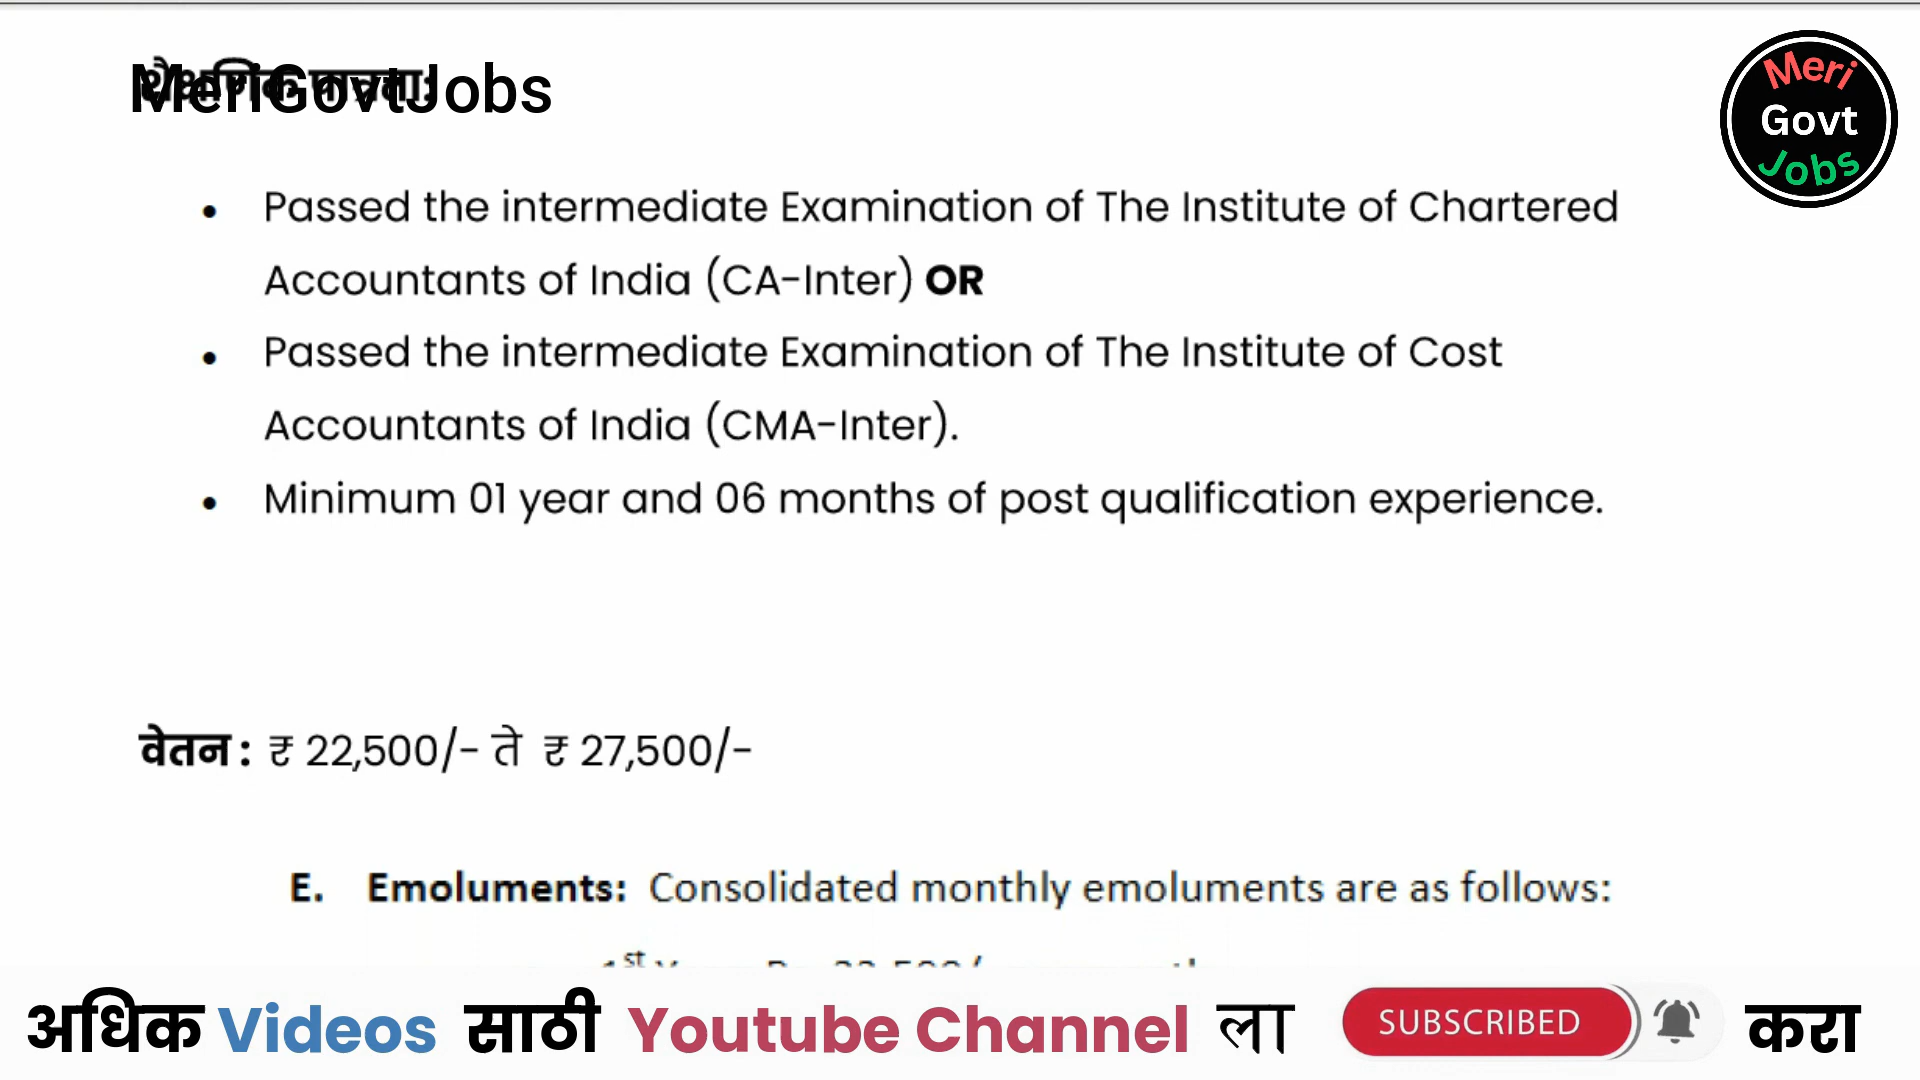 शैक्षणिक पात्रता:
MeriGovtJobs
Meri
Govt
Jobs
• Passed the intermediate Examination of The Institute of Chartered
Accountants of India (CA-Inter) OR
• Passed the intermediate Examination of The Institute of Cost
Accountants of India (CMA-Inter).
• Minimum 01 year and 06 months of post qualification experience.
वेतन : ₹ 22,500/- ते ₹ 27,500/-
E. Emoluments: Consolidated monthly emoluments are as follows:
1st
अधिक Videos साठी Youtube Channel ला SUBSCRIBED करा